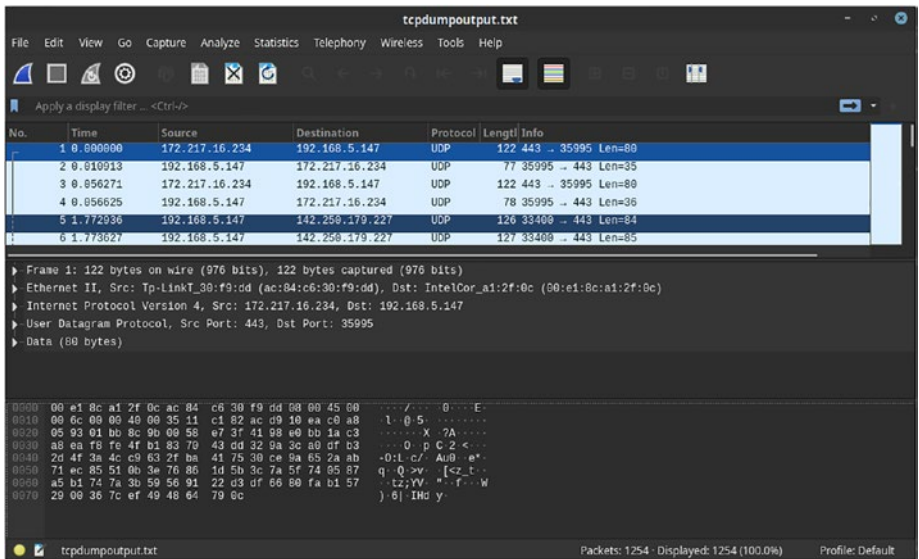 tcpdumpoutput.txt
File Edit View Go Capture Analyze Statistics Telephony Wireless Tools Help
Apply a display filter ... <Ctrl-/>
No. Time Source Destination Protocol Lengtl Info
1 0.000000 172.217.16.234 192.168.5.147 UDP 122 443 → 35995 Len=80
2 0.010913 192.168.5.147 172.217.16.234 UDP 77 35995 → 443 Len=35
3 0.056271 172.217.16.234 192.168.5.147 UDP 122 443 → 35995 Len=80
4 0.056625 192.168.5.147 172.217.16.234 UDP 78 35995 → 443 Len=36
5 1.772936 192.168.5.147 142.250.179.227 UDP 126 33400 → 443 Len=84
6 1.773627 192.168.5.147 142.250.179.227 UDP 127 33400 → 443 Len=85
Frame 1: 122 bytes on wire (976 bits), 122 bytes captured (976 bits)
Ethernet II, Src: Tp-LinkT_30:f9:dd (ac:84:c6:30:f9:dd), Dst: IntelCor_a1:2f:0c (00:e1:8c:a1:2f:0c)
Internet Protocol Version 4, Src: 172.217.16.234, Dst: 192.168.5.147
User Datagram Protocol, Src Port: 443, Dst Port: 35995
Data (80 bytes)
0000 00 e1 8c a1 2f 0c ac 84 c6 30 f9 dd 08 00 45 00 ····/··· ·0····E·
0010 00 6c 00 00 40 00 35 11 c1 82 ac d9 10 ea c0 a8 ·l··@·5· ········
0020 05 93 01 bb 8c 9b 00 58 e7 3f 41 98 e0 bb 1a c3 ·······X ·?A·····
0030 a8 ea f8 fe 4f b1 83 70 43 dd 32 9a 3c a0 df b3 ····O··p C·2·<···
0040 2d 4f 3a 4c c9 63 2f ba 41 75 30 ce 9a 65 2a ab -O:L·c/· Au0··e*·
0050 71 ec 85 51 0b 3e 76 86 1d 5b 3c 7a 5f 74 05 87 q··Q·>v· ·[<z_t··
0060 a5 b1 74 7a 3b 59 56 91 22 d3 df 66 80 fa b1 57 ··tz;YV· "··f···W
0070 29 00 36 7c ef 49 48 64 79 0c )·6|·IHd y·
tcpdumpoutput.txt Packets: 1254 · Displayed: 1254 (100.0%) Profile: Default